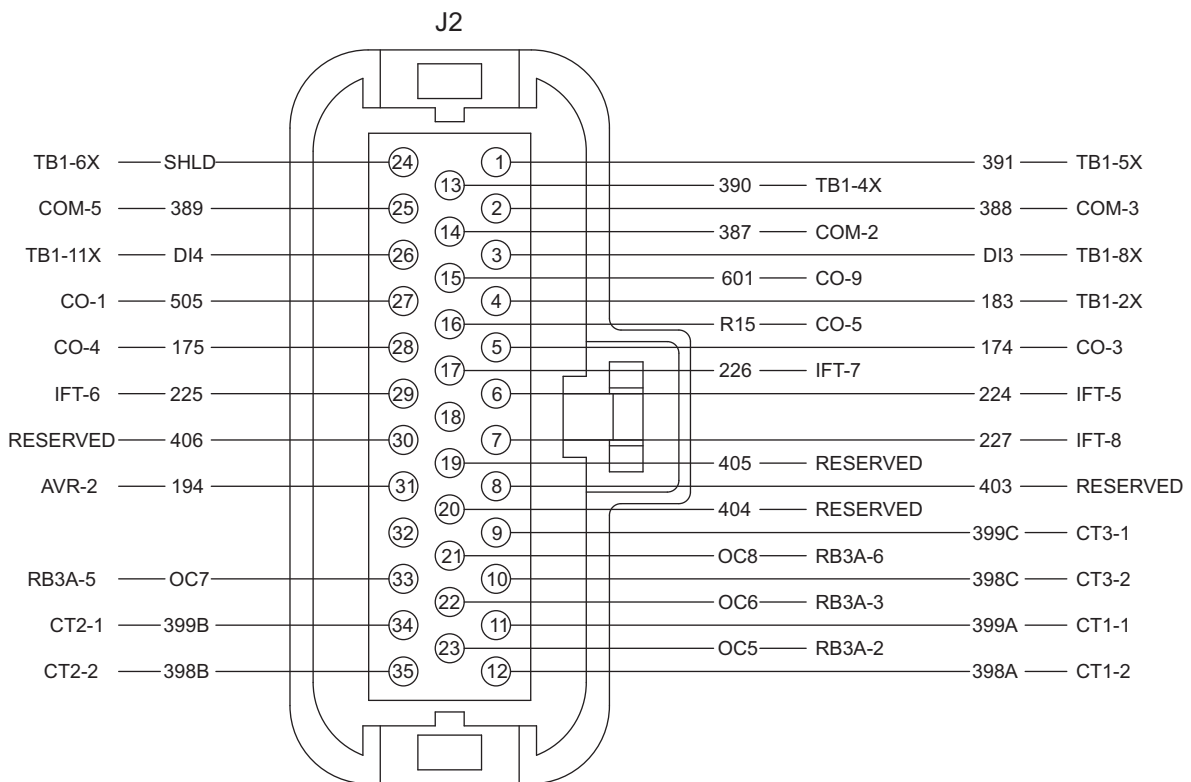 J2
TB1-6X SHLD 24 1 391 TB1-5X
13 390 TB1-4X
COM-5 389 25 2 388 COM-3
14 387 COM-2
TB1-11X DI4 26 3 DI3 TB1-8X
15 601 CO-9
CO-1 505 27 4 183 TB1-2X
16 R15 CO-5
CO-4 175 28 5 174 CO-3
17 226 IFT-7
IFT-6 225 29 6 224 IFT-5
18
RESERVED 406 30 7 227 IFT-8
19 405 RESERVED
AVR-2 194 31 8 403 RESERVED
20 404 RESERVED
32 9 399C CT3-1
21 OC8 RB3A-6
RB3A-5 OC7 33 10 398C CT3-2
22 OC6 RB3A-3
CT2-1 399B 34 11 399A CT1-1
23 OC5 RB3A-2
CT2-2 398B 35 12 398A CT1-2